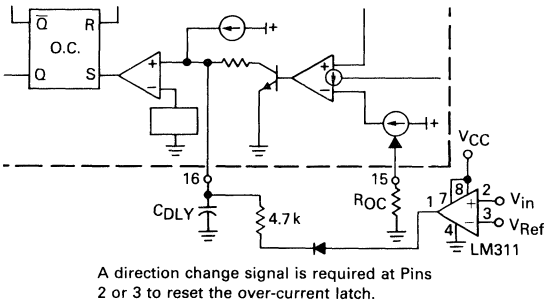 Q̅ R
O.C.
Q S
+
−
+
+
−
+
VCC
16
15
CDLY
4.7 k
ROC
1 7 8 2
+ Vin
− 3 VRef
4
LM311
A direction change signal is required at Pins
2 or 3 to reset the over-current latch.